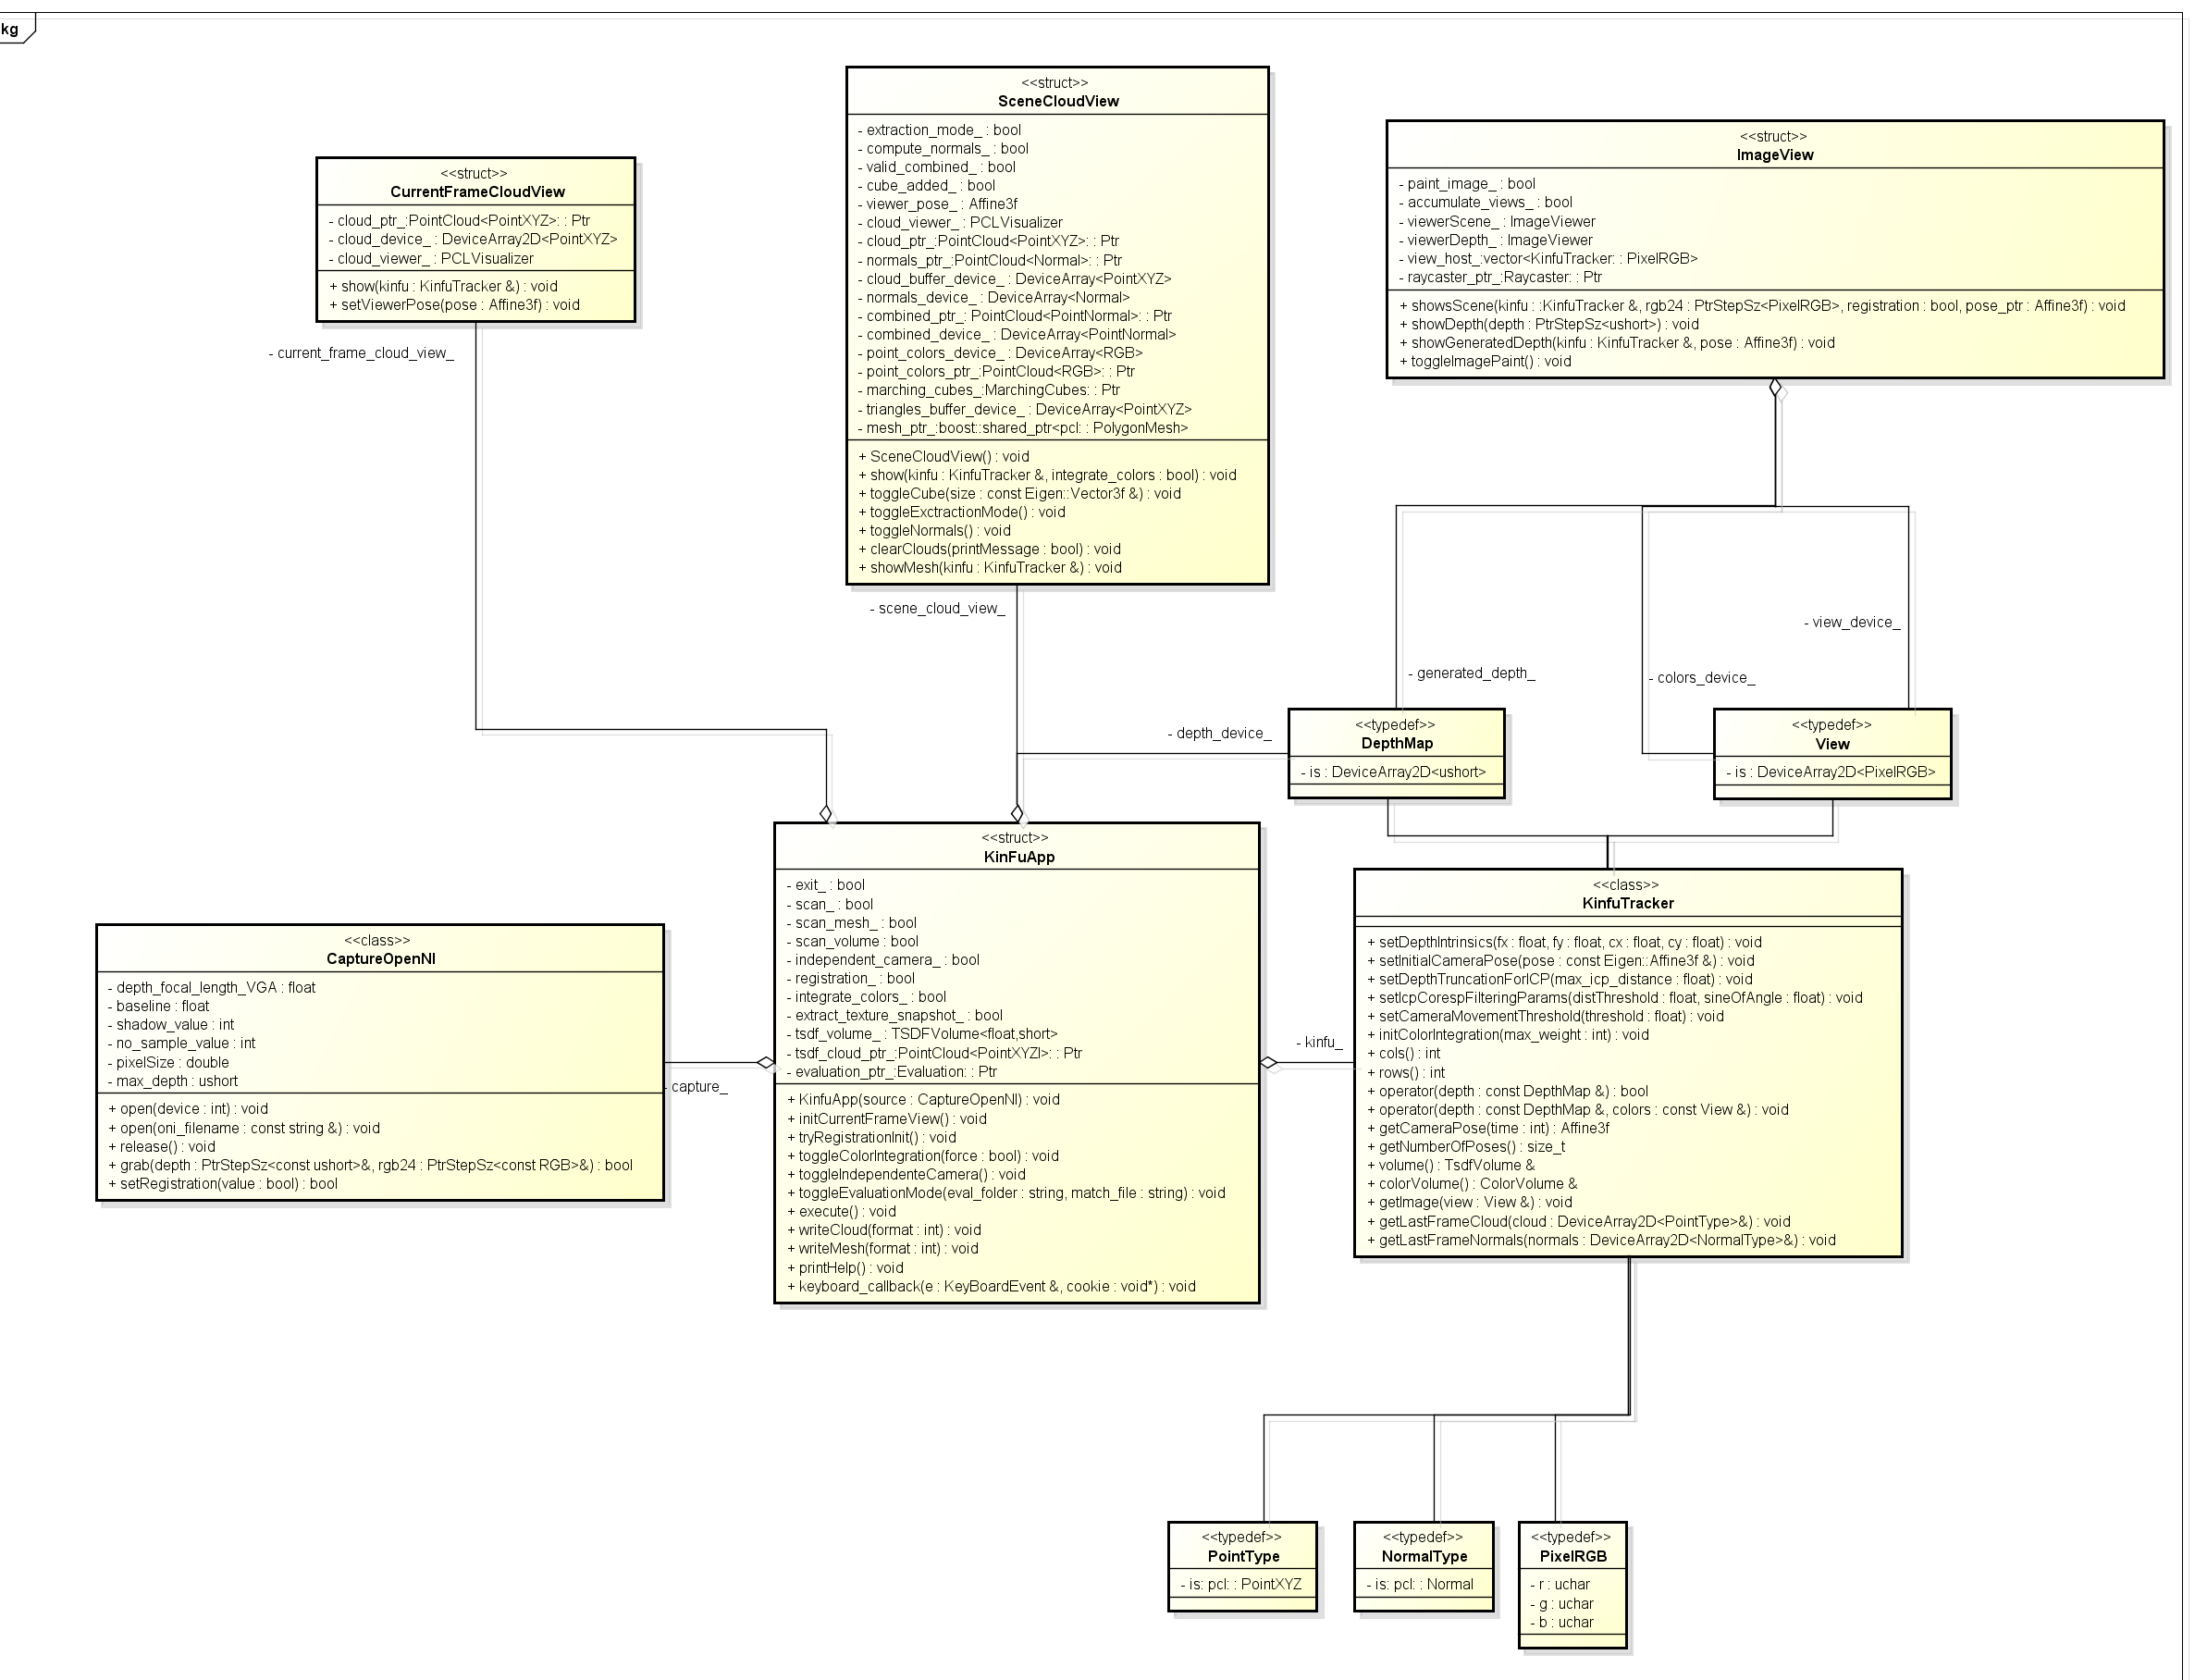 kg
<<struct>>
SceneCloudView
- extraction_mode_ : bool
- compute_normals_ : bool
- valid_combined_ : bool
- cube_added_ : bool
- viewer_pose_ : Affine3f
- cloud_viewer_ : PCLVisualizer
- cloud_ptr_:PointCloud<PointXYZ>: : Ptr
- normals_ptr_:PointCloud<Normal>: : Ptr
- cloud_buffer_device_ : DeviceArray<PointXYZ>
- normals_device_ : DeviceArray<Normal>
- combined_ptr_: PointCloud<PointNormal>: : Ptr
- combined_device_ : DeviceArray<PointNormal>
- point_colors_device_ : DeviceArray<RGB>
- point_colors_ptr_:PointCloud<RGB>: : Ptr
- marching_cubes_:MarchingCubes: : Ptr
- triangles_buffer_device_ : DeviceArray<PointXYZ>
- mesh_ptr_:boost::shared_ptr<pcl: : PolygonMesh>
+ SceneCloudView() : void
+ show(kinfu : KinfuTracker &, integrate_colors : bool) : void
+ toggleCube(size : const Eigen::Vector3f &) : void
+ toggleExctractionMode() : void
+ toggleNormals() : void
+ clearClouds(printMessage : bool) : void
+ showMesh(kinfu : KinfuTracker &) : void
<<struct>>
ImageView
- paint_image_ : bool
- accumulate_views_ : bool
- viewerScene_ : ImageViewer
- viewerDepth_ : ImageViewer
- view_host_:vector<KinfuTracker: : PixelRGB>
- raycaster_ptr_:Raycaster: : Ptr
+ showsScene(kinfu : :KinfuTracker &, rgb24 : PtrStepSz<PixelRGB>, registration : bool, pose_ptr : Affine3f) : void
+ showDepth(depth : PtrStepSz<ushort>) : void
+ showGeneratedDepth(kinfu : KinfuTracker &, pose : Affine3f) : void
+ toggleImagePaint() : void
<<struct>>
CurrentFrameCloudView
- cloud_ptr_:PointCloud<PointXYZ>: : Ptr
- cloud_device_ : DeviceArray2D<PointXYZ>
- cloud_viewer_ : PCLVisualizer
+ show(kinfu : KinfuTracker &) : void
+ setViewerPose(pose : Affine3f) : void
- current_frame_cloud_view_
- scene_cloud_view_
- view_device_
- generated_depth_
- colors_device_
- depth_device_
<<typedef>>
DepthMap
- is : DeviceArray2D<ushort>
<<typedef>>
View
- is : DeviceArray2D<PixelRGB>
<<struct>>
KinFuApp
- exit_ : bool
- scan_ : bool
- scan_mesh_ : bool
- scan_volume : bool
- independent_camera_ : bool
- registration_ : bool
- integrate_colors_ : bool
- extract_texture_snapshot_ : bool
- tsdf_volume_ : TSDFVolume<float,short>
- tsdf_cloud_ptr_:PointCloud<PointXYZI>: : Ptr
- evaluation_ptr_:Evaluation: : Ptr
+ KinfuApp(source : CaptureOpenNI) : void
+ initCurrentFrameView() : void
+ tryRegistrationInit() : void
+ toggleColorIntegration(force : bool) : void
+ toggleIndependenteCamera() : void
+ toggleEvaluationMode(eval_folder : string, match_file : string) : void
+ execute() : void
+ writeCloud(format : int) : void
+ writeMesh(format : int) : void
+ printHelp() : void
+ keyboard_callback(e : KeyBoardEvent &, cookie : void*) : void
<<class>>
CaptureOpenNI
- depth_focal_length_VGA : float
- baseline : float
- shadow_value : int
- no_sample_value : int
- pixelSize : double
- max_depth : ushort
+ open(device : int) : void
+ open(oni_filename : const string &) : void
+ release() : void
+ grab(depth : PtrStepSz<const ushort>&, rgb24 : PtrStepSz<const RGB>&) : bool
+ setRegistration(value : bool) : bool
- capture_
- kinfu_
<<class>>
KinfuTracker
+ setDepthIntrinsics(fx : float, fy : float, cx : float, cy : float) : void
+ setInitialCameraPose(pose : const Eigen::Affine3f &) : void
+ setDepthTruncationForICP(max_icp_distance : float) : void
+ setIcpCorespFilteringParams(distThreshold : float, sineOfAngle : float) : void
+ setCameraMovementThreshold(threshold : float) : void
+ initColorIntegration(max_weight : int) : void
+ cols() : int
+ rows() : int
+ operator(depth : const DepthMap &) : bool
+ operator(depth : const DepthMap &, colors : const View &) : void
+ getCameraPose(time : int) : Affine3f
+ getNumberOfPoses() : size_t
+ volume() : TsdfVolume &
+ colorVolume() : ColorVolume &
+ getImage(view : View &) : void
+ getLastFrameCloud(cloud : DeviceArray2D<PointType>&) : void
+ getLastFrameNormals(normals : DeviceArray2D<NormalType>&) : void
<<typedef>>
PointType
- is: pcl: : PointXYZ
<<typedef>>
NormalType
- is: pcl: : Normal
<<typedef>>
PixelRGB
- r : uchar
- g : uchar
- b : uchar